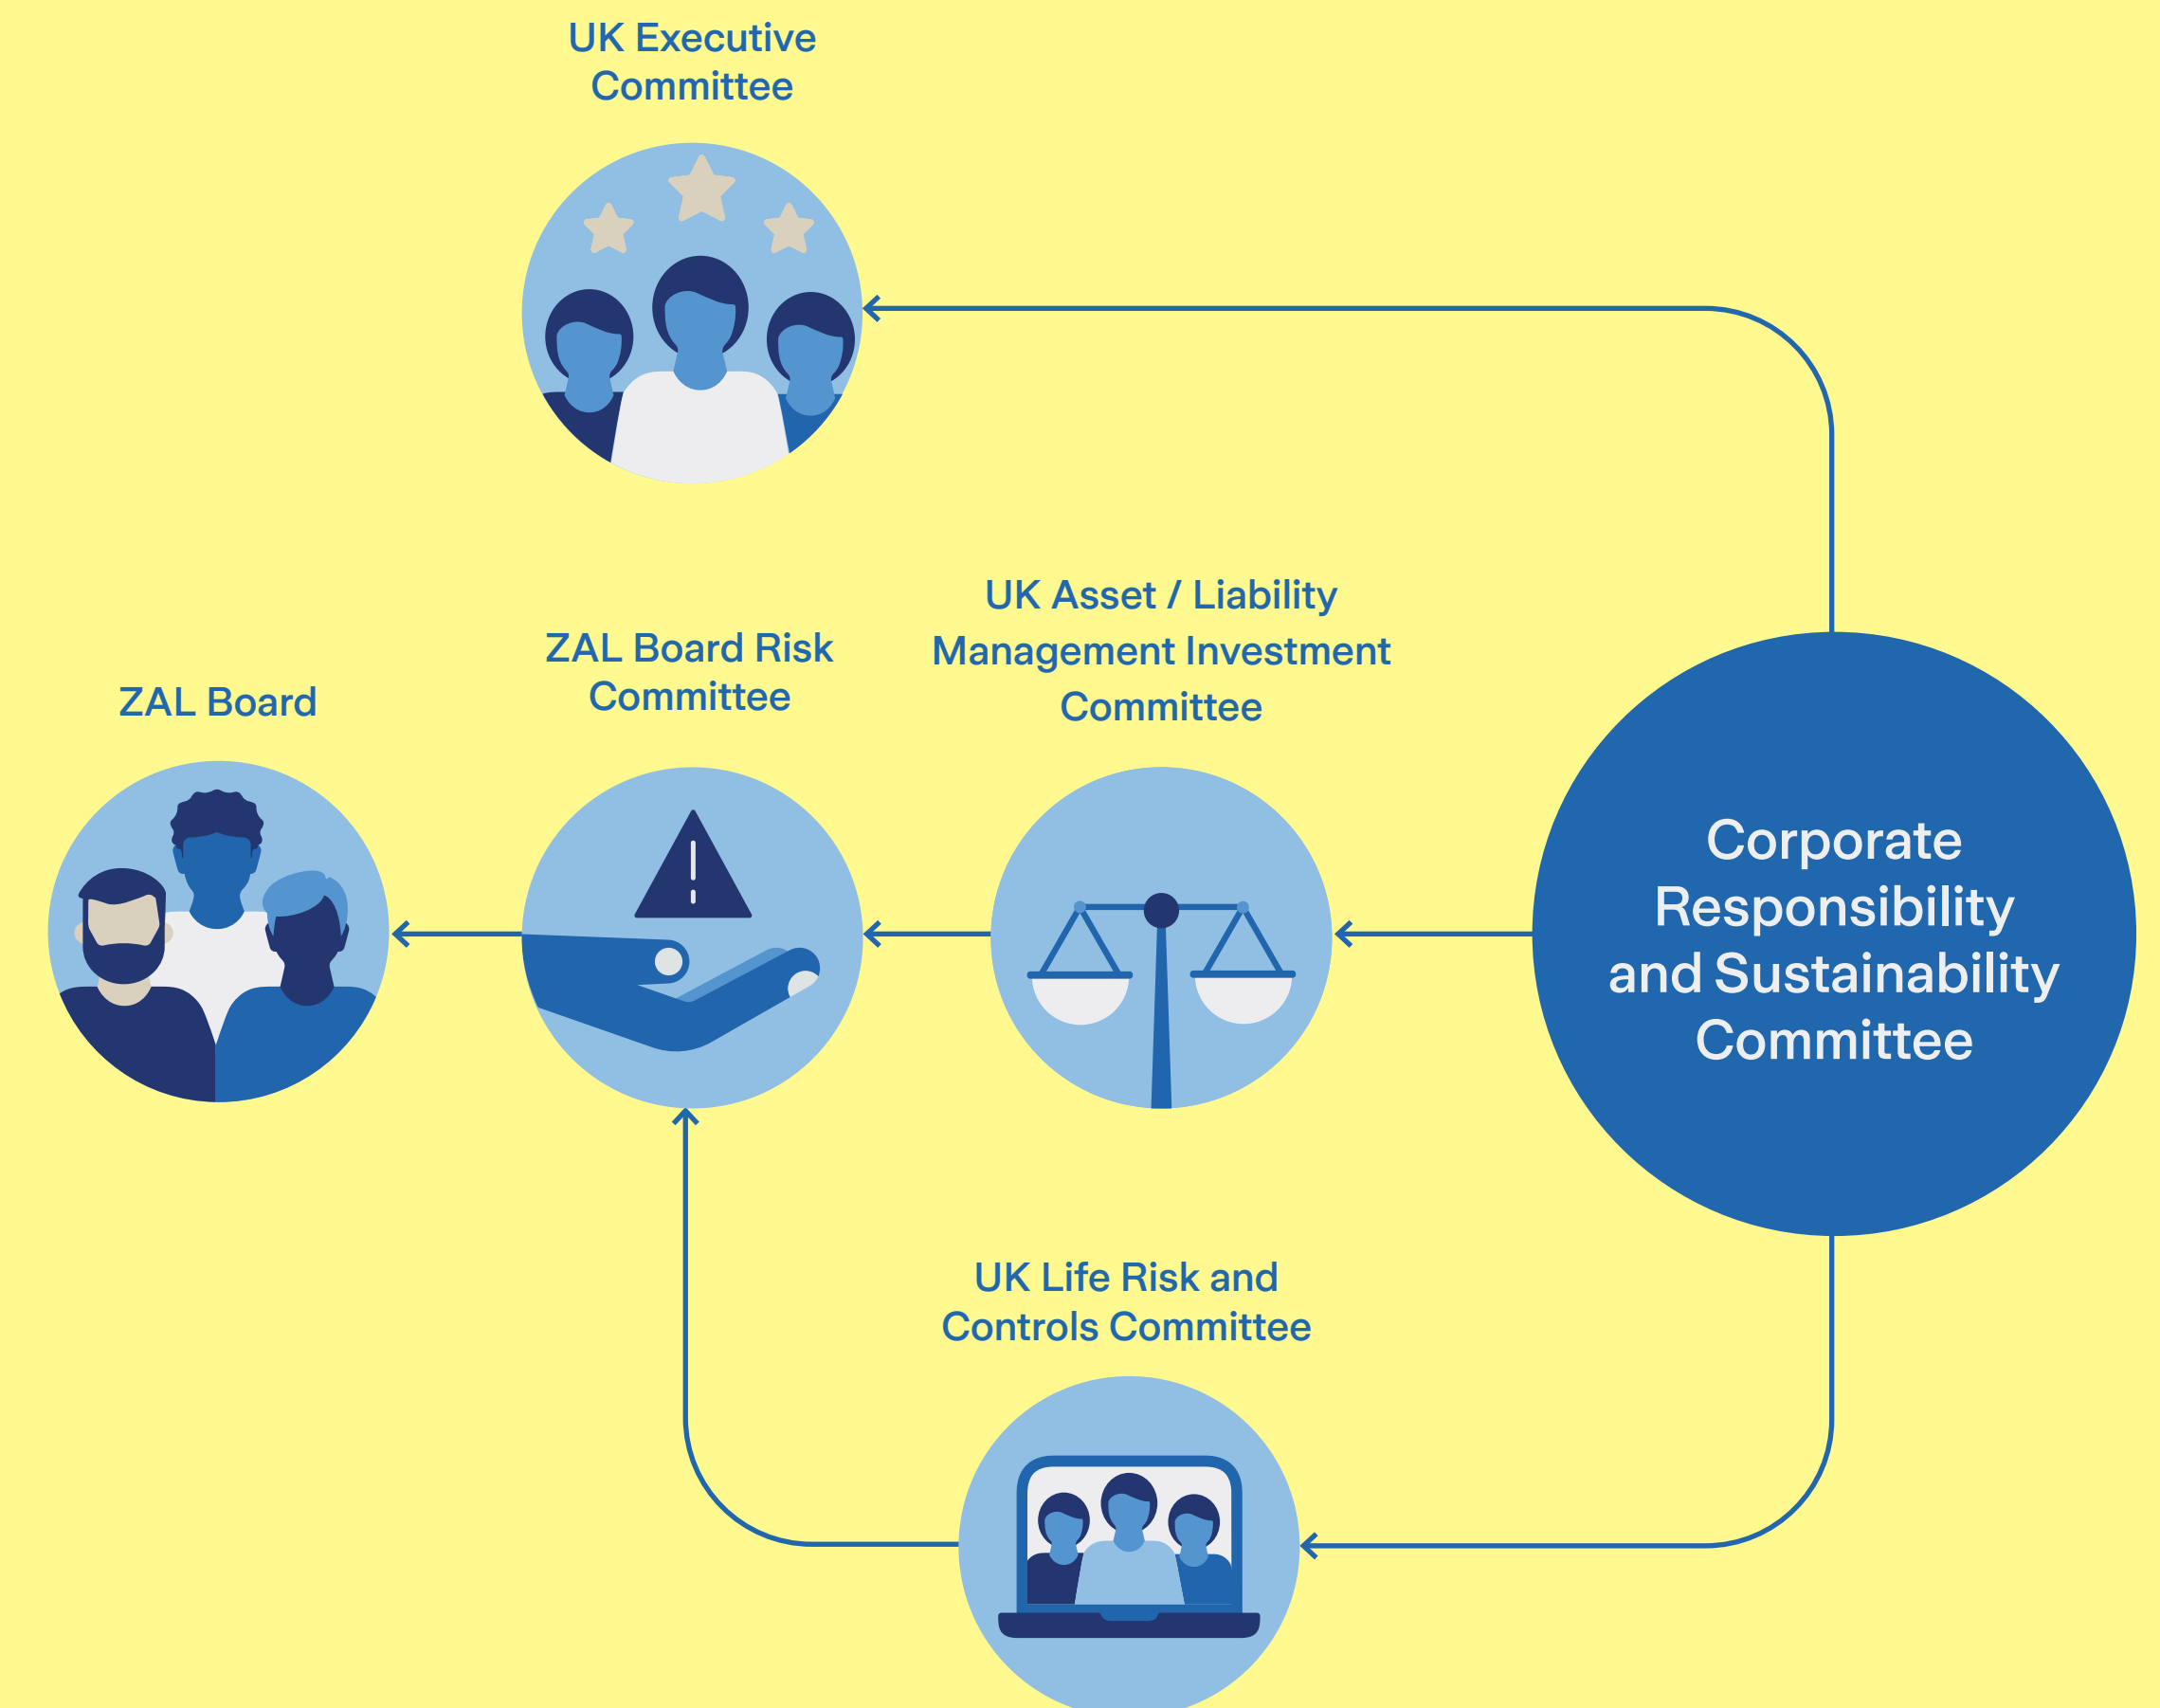 UK Executive
Committee
UK Asset / Liability
Management Investment
Committee
ZAL Board Risk
Committee
ZAL Board
Corporate
Responsibility
and Sustainability
Committee
UK Life Risk and
Controls Committee